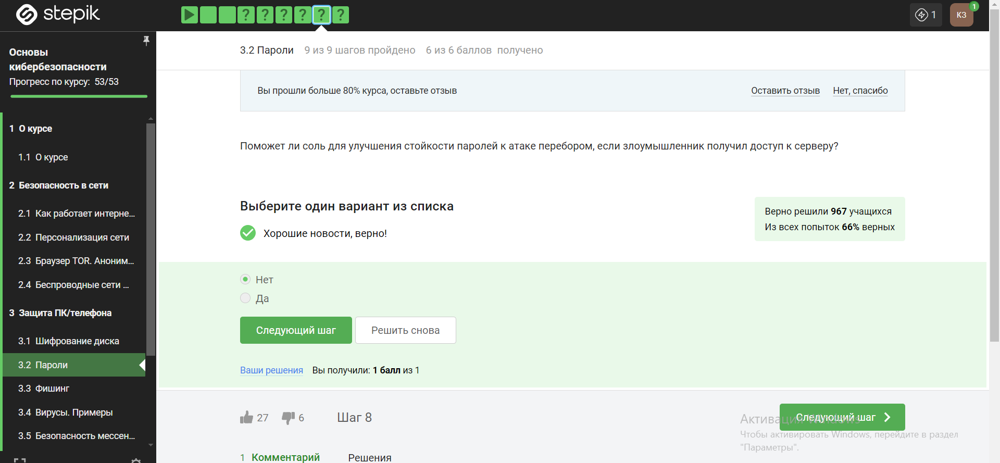 stepik
? ? ? ? ? ?
1
КЗ
1
Основы
кибербезопасности
Прогресс по курсу: 53/53
1 О курсе
1.1 О курсе
2 Безопасность в сети
2.1 Как работает интерне...
2.2 Персонализация сети
2.3 Браузер TOR. Аноним...
2.4 Беспроводные сети ...
3 Защита ПК/телефона
3.1 Шифрование диска
3.2 Пароли
3.3 Фишинг
3.4 Вирусы. Примеры
3.5 Безопасность мессен...
3.2 Пароли 9 из 9 шагов пройдено 6 из 6 баллов получено
Вы прошли больше 80% курса, оставьте отзыв Оставить отзыв Нет, спасибо
Поможет ли соль для улучшения стойкости паролей к атаке перебором, если злоумышленник получил доступ к серверу?
Выберите один вариант из списка
Хорошие новости, верно!
Верно решили 967 учащихся
Из всех попыток 66% верных
Нет
Да
Следующий шаг Решить снова
Ваши решения Вы получили: 1 балл из 1
27 6 Шаг 8
Следующий шаг
Активация Windows
Чтобы активировать Windows, перейдите в раздел
"Параметры".
1 Комментарий Решения